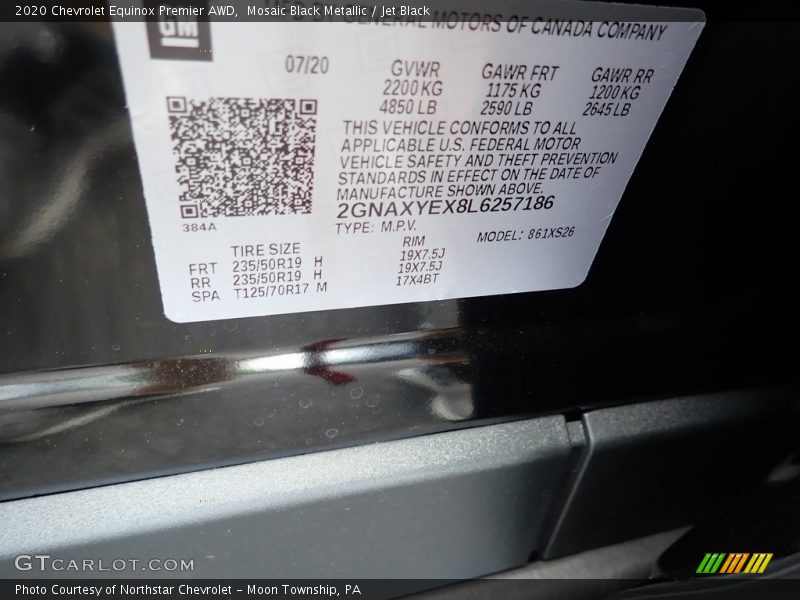 2020 Chevrolet Equinox Premier AWD,  Mosaic Black Metallic / Jet Black
BY GENERAL MOTORS OF CANADA COMPANY
GM
07/20
GVWR
2200 KG
4850 LB
GAWR FRT
1175 KG
2590 LB
GAWR RR
1200 KG
2645 LB
THIS VEHICLE CONFORMS TO ALL
APPLICABLE U.S. FEDERAL MOTOR
VEHICLE SAFETY AND THEFT PREVENTION
STANDARDS IN EFFECT ON THE DATE OF
MANUFACTURE SHOWN ABOVE.
2GNAXYEX8L6257186
TYPE: M.P.V.
MODEL: 861XS26
384A
TIRE SIZE
RIM
FRT 235/50R19 H 19X7.5J
RR 235/50R19 H 19X7.5J
SPA T125/70R17 M 17X4BT
GTCARLOT.COM
Photo Courtesy of Northstar Chevrolet - Moon Township, PA